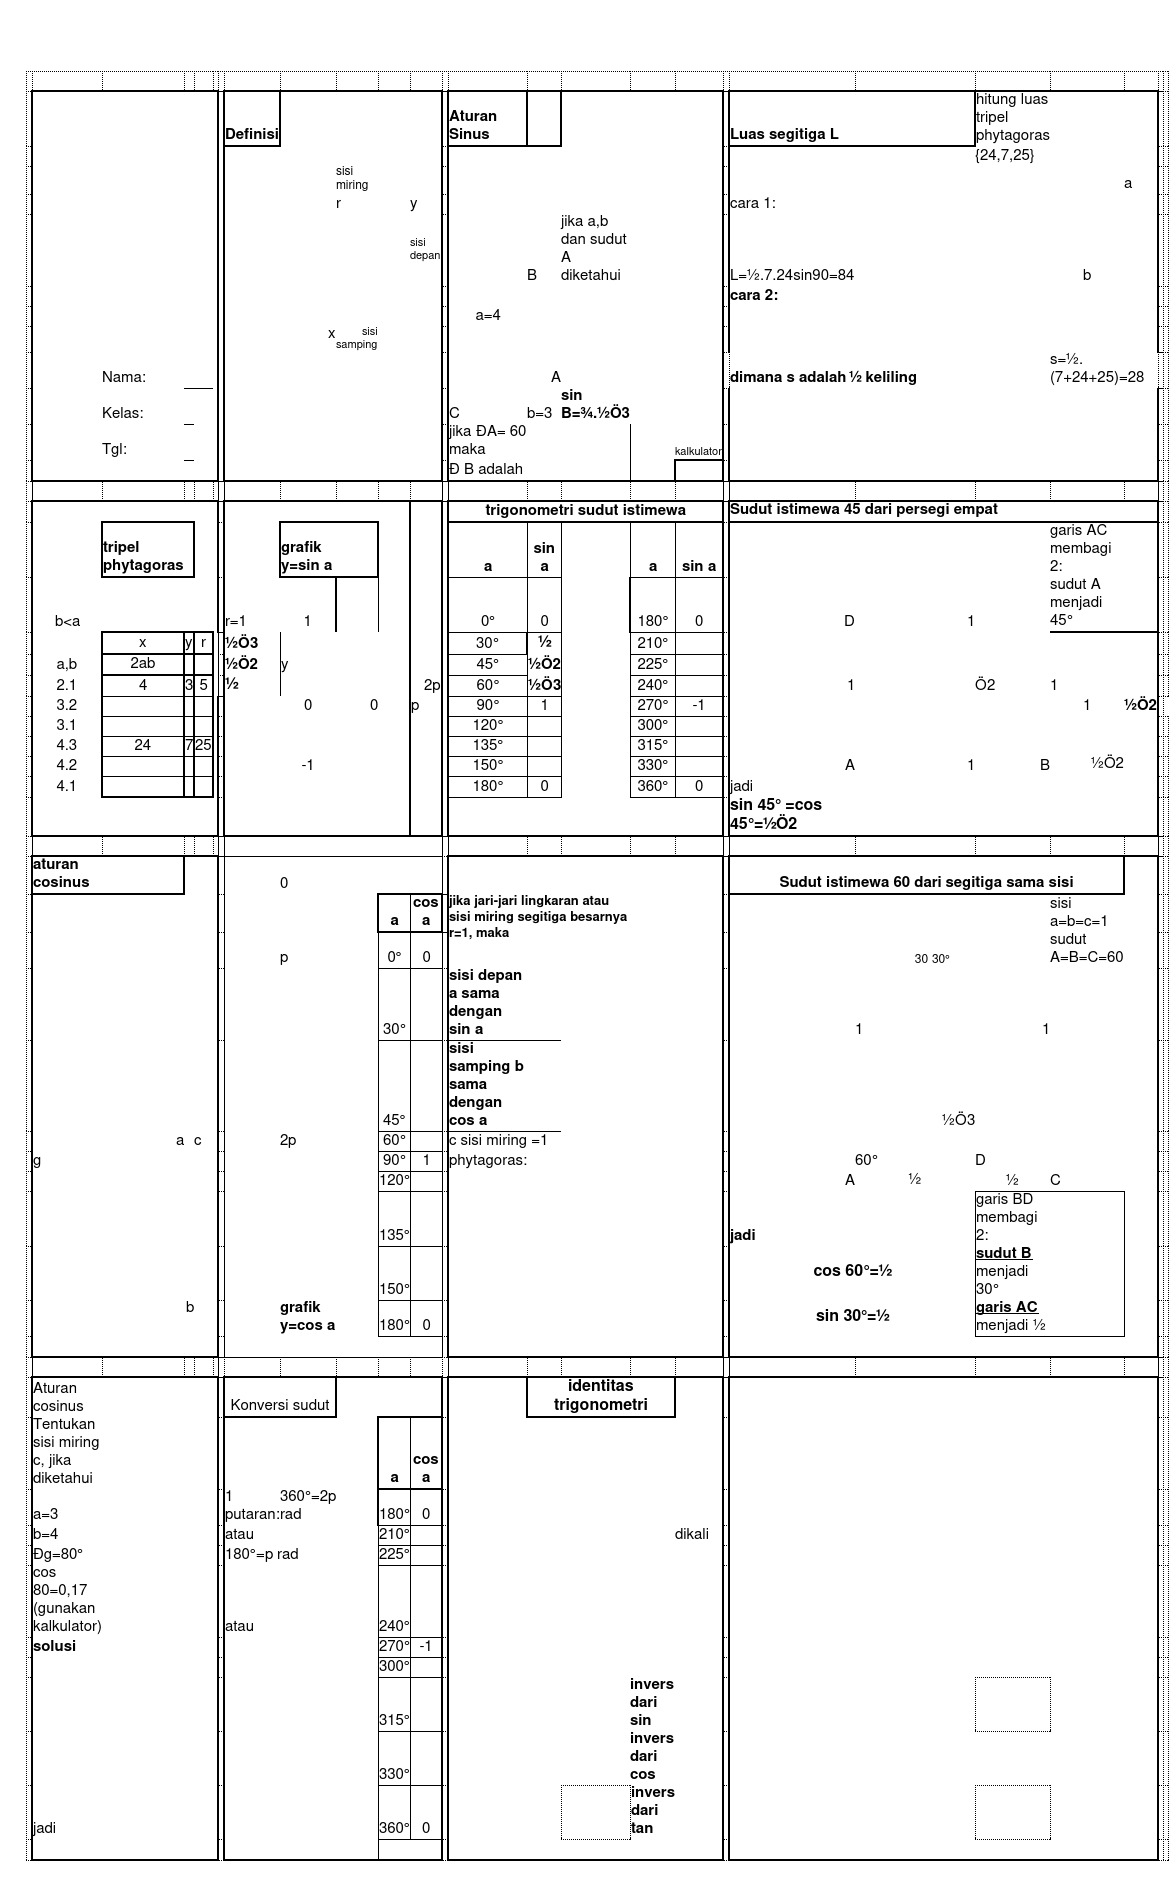 Definisi
sisi
miring
r
y
sisi
depan
x
sisi
samping
Nama:
Kelas:
Tgl:
Aturan
Sinus
jika a,b
dan sudut
A
B diketahui
a=4
A
sin
C b=3 B=¾.½Ö3
jika ÐA= 60
maka
kalkulator
Ð B adalah
Luas segitiga L
hitung luas
tripel
phytagoras
{24,7,25}
a
cara 1:
L=½.7.24sin90=84
b
cara 2:
s=½.
dimana s adalah ½ keliling (7+24+25)=28
tripel
phytagoras
b<a
x y r
a,b 2ab
2.1 4 3 5
3.2
3.1
4.3 24 7 25
4.2
4.1
grafik
y=sin a
r=1 1
½Ö3
½Ö2 y
½
2p
0 0 p
-1
trigonometri sudut istimewa
sin
a a a sin a
0° 0 180° 0
30° ½ 210°
45° ½Ö2 225°
60° ½Ö3 240°
90° 1 270° -1
120° 300°
135° 315°
150° 330°
180° 0 360° 0
Sudut istimewa 45 dari persegi empat
garis AC
membagi
2:
sudut A
menjadi
D 1 45°
1 Ö2 1
1 ½Ö2
A 1 B ½Ö2
jadi
sin 45° =cos
45°=½Ö2
aturan
cosinus
a c
g
b
0
cos
a a
p 0° 0
30°
45°
2p 60°
90° 1
120°
135°
150°
grafik
y=cos a 180° 0
jika jari-jari lingkaran atau
sisi miring segitiga besarnya
r=1, maka
sisi depan
a sama
dengan
sin a
sisi
samping b
sama
dengan
cos a
c sisi miring =1
phytagoras:
Sudut istimewa 60 dari segitiga sama sisi
sisi
a=b=c=1
sudut
30 30° A=B=C=60
1 1
½Ö3
60° D
A ½ ½ C
garis BD
membagi
jadi 2:
sudut B
cos 60°=½ menjadi
30°
sin 30°=½ garis AC
menjadi ½
Aturan
cosinus
Tentukan
sisi miring
c, jika
diketahui
a=3
b=4
Ðg=80°
cos
80=0,17
(gunakan
kalkulator)
solusi
jadi
Konversi sudut
cos
a a
1 360°=2p
putaran:rad 180° 0
atau 210°
180°=p rad 225°
atau 240°
270° -1
300°
315°
330°
360° 0
identitas
trigonometri
dikali
invers
dari
sin
invers
dari
cos
invers
dari
tan